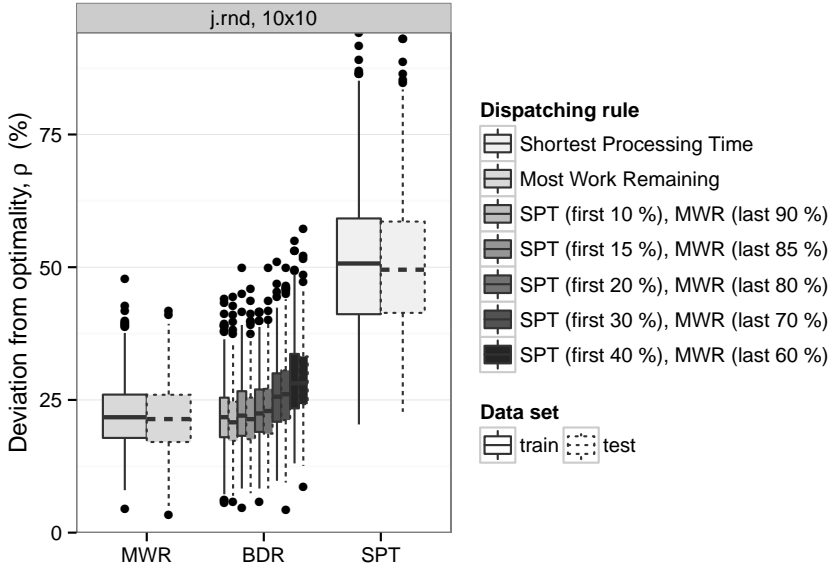 j.rnd, 10x10
Deviation from optimality, ρ (%)
75
50
25
0
MWR
BDR
SPT
Dispatching rule
Shortest Processing Time
Most Work Remaining
SPT (first 10 %), MWR (last 90 %)
SPT (first 15 %), MWR (last 85 %)
SPT (first 20 %), MWR (last 80 %)
SPT (first 30 %), MWR (last 70 %)
SPT (first 40 %), MWR (last 60 %)
Data set
train test